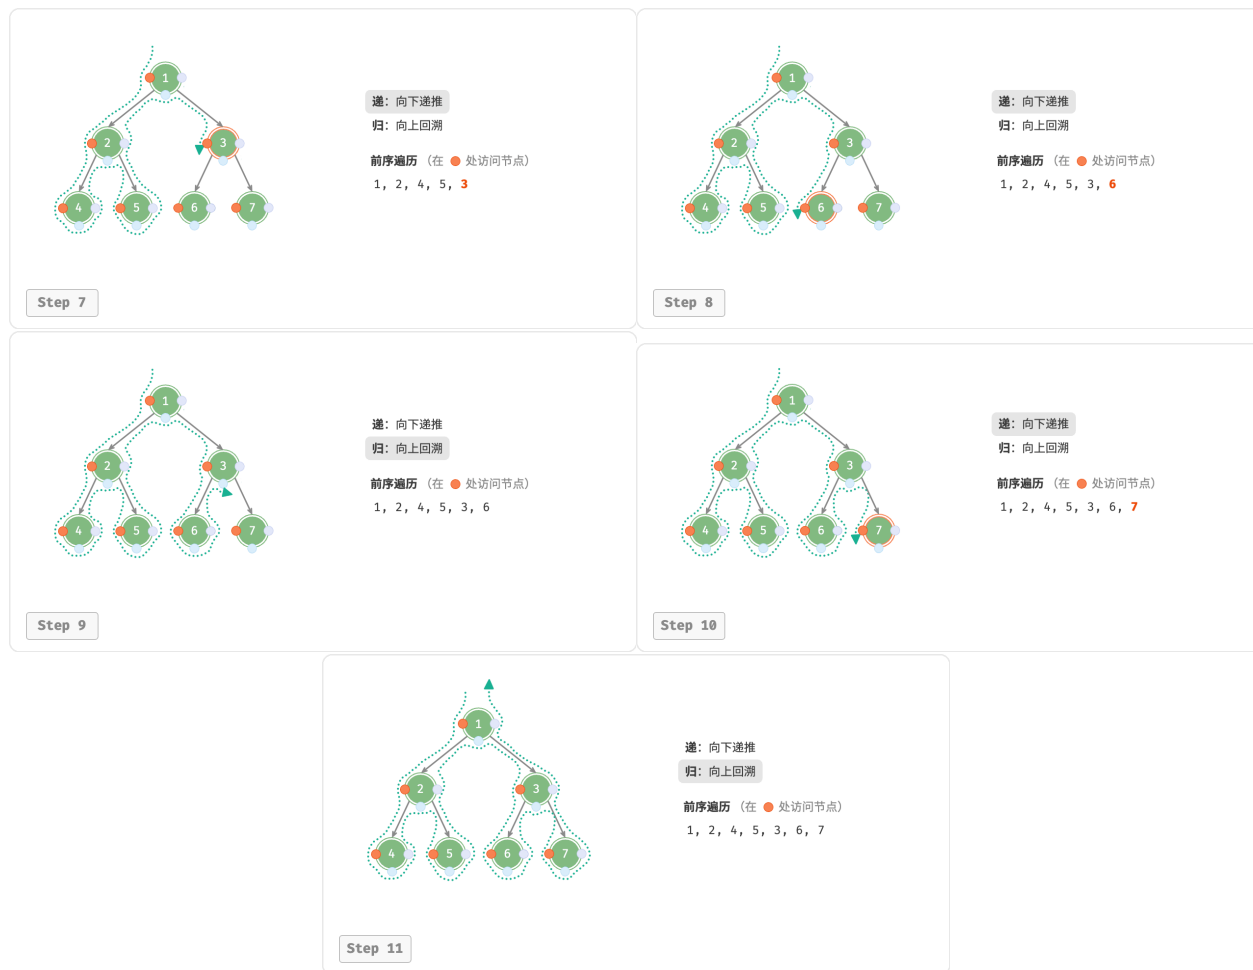 1
2
3
4
5
6
7
递：向下递推
归：向上回溯
前序遍历 （在 处访问节点）
1, 2, 4, 5, 3
Step 7
1
2
3
4
5
6
7
递：向下递推
归：向上回溯
前序遍历 （在 处访问节点）
1, 2, 4, 5, 3, 6
Step 8
1
2
3
4
5
6
7
递：向下递推
归：向上回溯
前序遍历 （在 处访问节点）
1, 2, 4, 5, 3, 6
Step 9
1
2
3
4
5
6
7
递：向下递推
归：向上回溯
前序遍历 （在 处访问节点）
1, 2, 4, 5, 3, 6, 7
Step 10
1
2
3
4
5
6
7
递：向下递推
归：向上回溯
前序遍历 （在 处访问节点）
1, 2, 4, 5, 3, 6, 7
Step 11